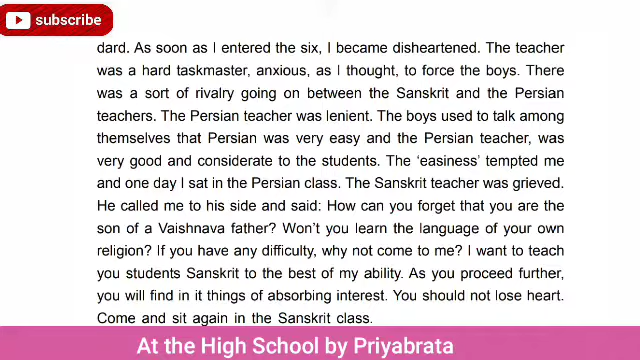 subscribe
dard. As soon as I entered the six, I became disheartened. The teacher
was a hard taskmaster, anxious, as I thought, to force the boys. There
was a sort of rivalry going on between the Sanskrit and the Persian
teachers. The Persian teacher was lenient. The boys used to talk among
themselves that Persian was very easy and the Persian teacher, was
very good and considerate to the students. The ‘easiness’ tempted me
and one day I sat in the Persian class. The Sanskrit teacher was grieved.
He called me to his side and said: How can you forget that you are the
son of a Vaishnava father? Won’t you learn the language of your own
religion? If you have any difficulty, why not come to me? I want to teach
you students Sanskrit to the best of my ability. As you proceed further,
you will find in it things of absorbing interest. You should not lose heart.
Come and sit again in the Sanskrit class.
At the High School by Priyabrata